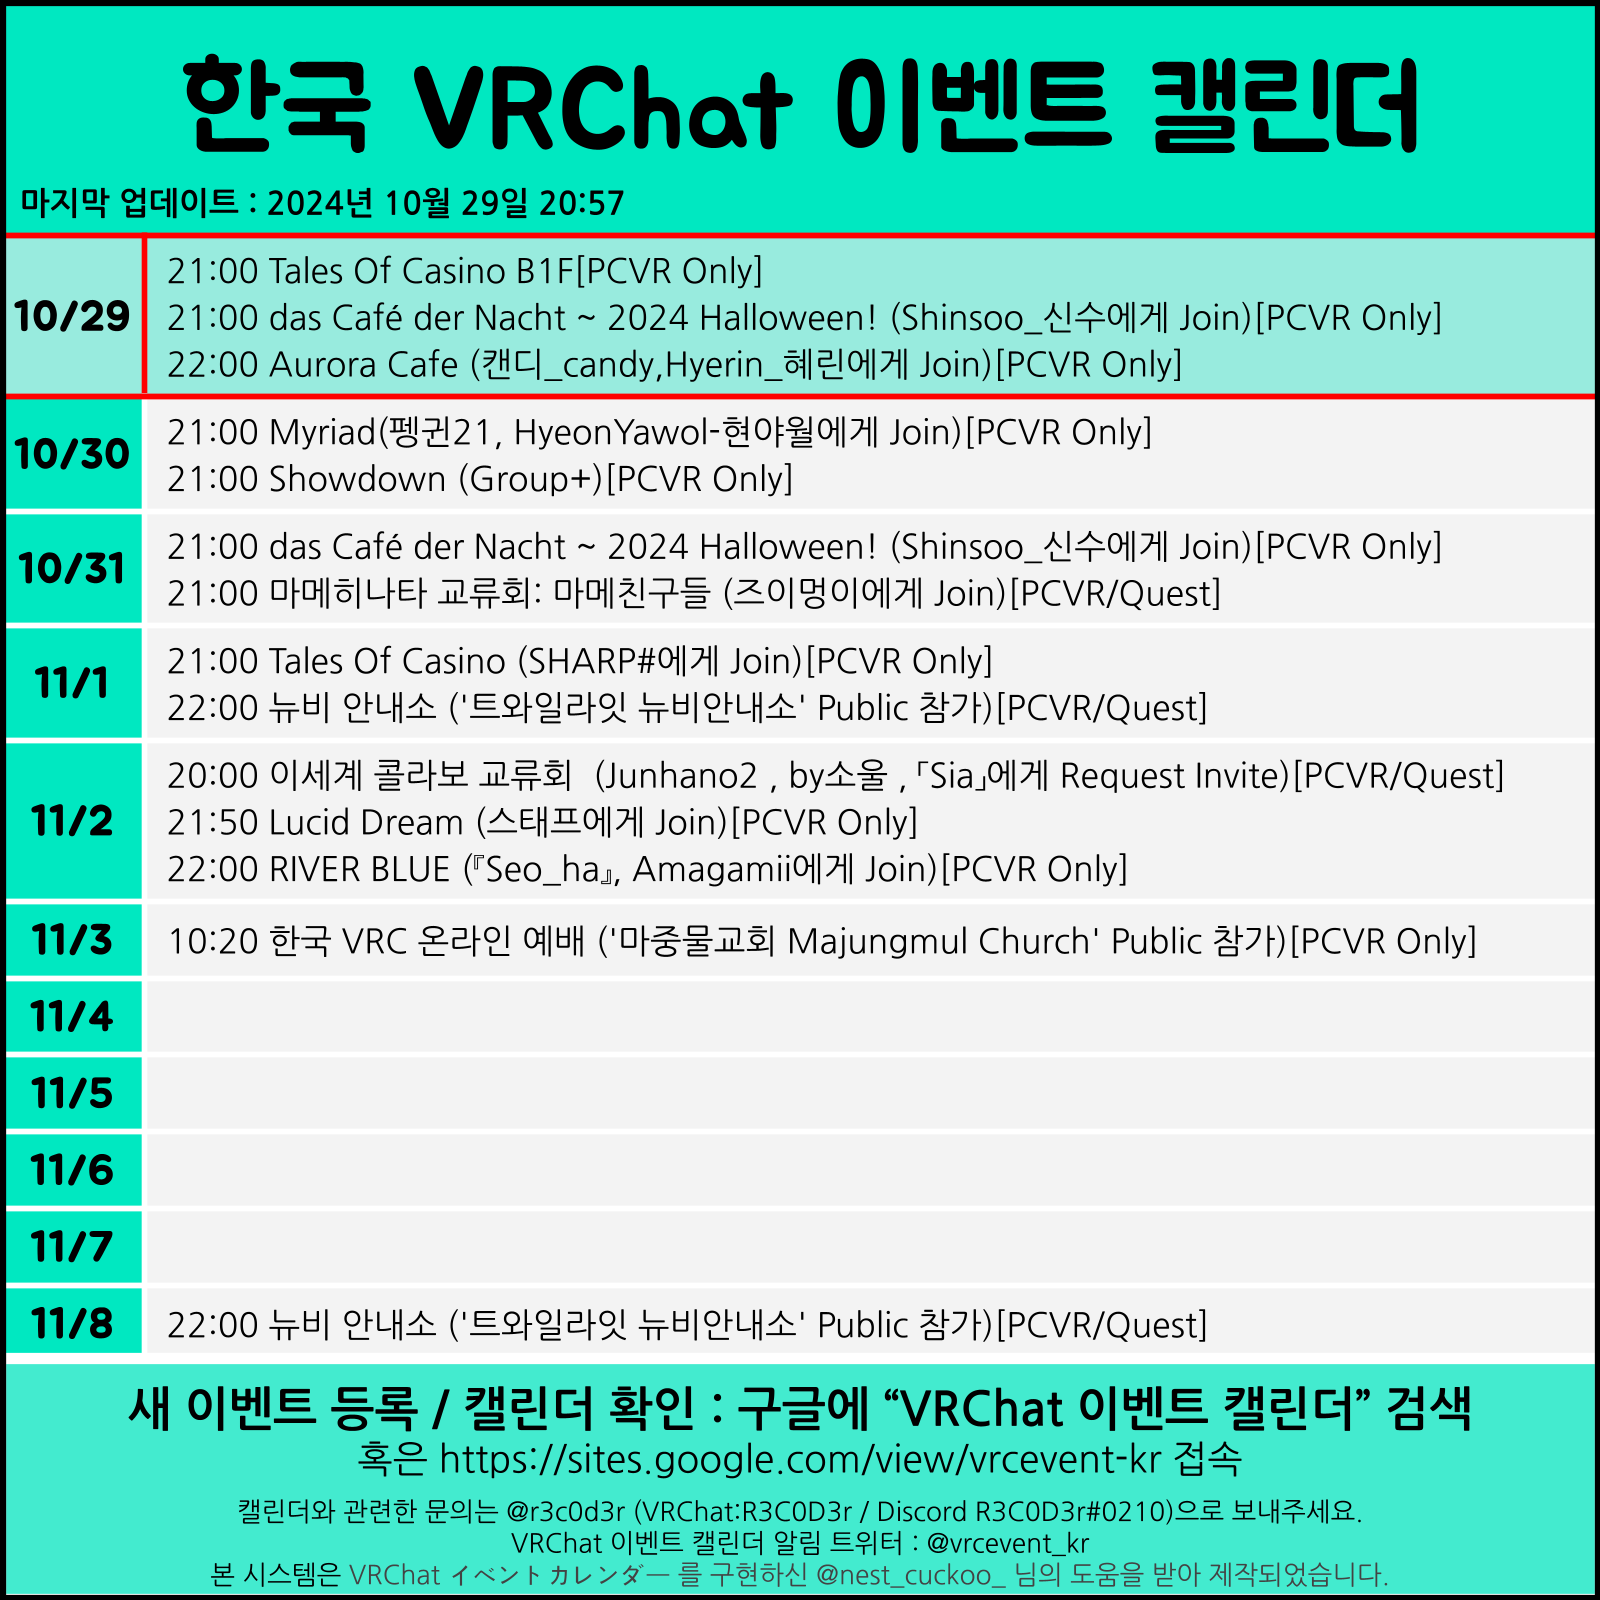 한국 VRChat 이벤트 캘린더
마지막 업데이트 : 2024년 10월 29일 20:57
10/29
21:00 Tales Of Casino B1F[PCVR Only]
21:00 das Café der Nacht ~ 2024 Halloween! (Shinsoo_신수에게 Join)[PCVR Only]
22:00 Aurora Cafe (캔디_candy,Hyerin_혜린에게 Join)[PCVR Only]
10/30
21:00 Myriad(펭귄21, HyeonYawol-현야월에게 Join)[PCVR Only]
21:00 Showdown (Group+)[PCVR Only]
10/31
21:00 das Café der Nacht ~ 2024 Halloween! (Shinsoo_신수에게 Join)[PCVR Only]
21:00 마메히나타 교류회: 마메친구들 (즈이멍이에게 Join)[PCVR/Quest]
11/1
21:00 Tales Of Casino (SHARP#에게 Join)[PCVR Only]
22:00 뉴비 안내소 ('트와일라잇 뉴비안내소' Public 참가)[PCVR/Quest]
11/2
20:00 이세계 콜라보 교류회  (Junhano2 , by소울 ,「Sia」에게 Request Invite)[PCVR/Quest]
21:50 Lucid Dream (스태프에게 Join)[PCVR Only]
22:00 RIVER BLUE (『Seo_ha』, Amagamii에게 Join)[PCVR Only]
11/3
10:20 한국 VRC 온라인 예배 ('마중물교회 Majungmul Church' Public 참가)[PCVR Only]
11/4
11/5
11/6
11/7
11/8
22:00 뉴비 안내소 ('트와일라잇 뉴비안내소' Public 참가)[PCVR/Quest]
새 이벤트 등록 / 캘린더 확인 : 구글에 “VRChat 이벤트 캘린더” 검색
혹은 https://sites.google.com/view/vrcevent-kr 접속
캘린더와 관련한 문의는 @r3c0d3r (VRChat:R3C0D3r / Discord R3C0D3r#0210)으로 보내주세요.
VRChat 이벤트 캘린더 알림 트위터 : @vrcevent_kr
본 시스템은 VRChat イベントカレンダー 를 구현하신 @nest_cuckoo_ 님의 도움을 받아 제작되었습니다.